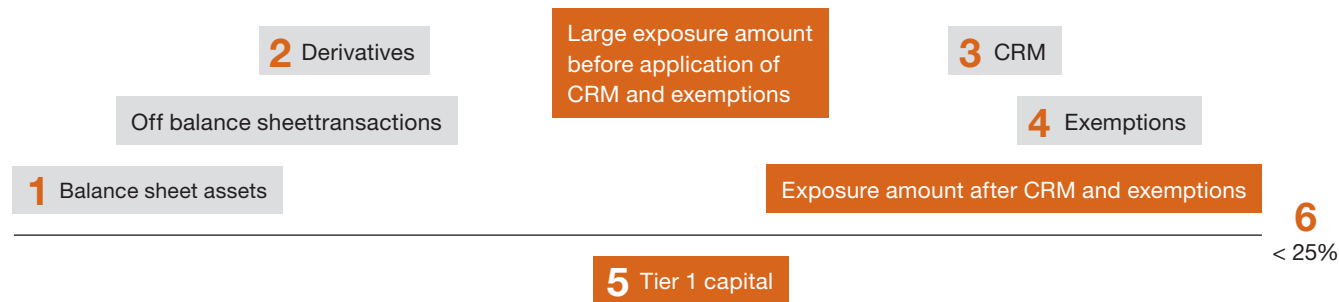 2 Derivatives
Large exposure amount
before application of
CRM and exemptions
3 CRM
Off balance sheettransactions
4 Exemptions
1 Balance sheet assets
Exposure amount after CRM and exemptions
6
< 25%
5 Tier 1 capital